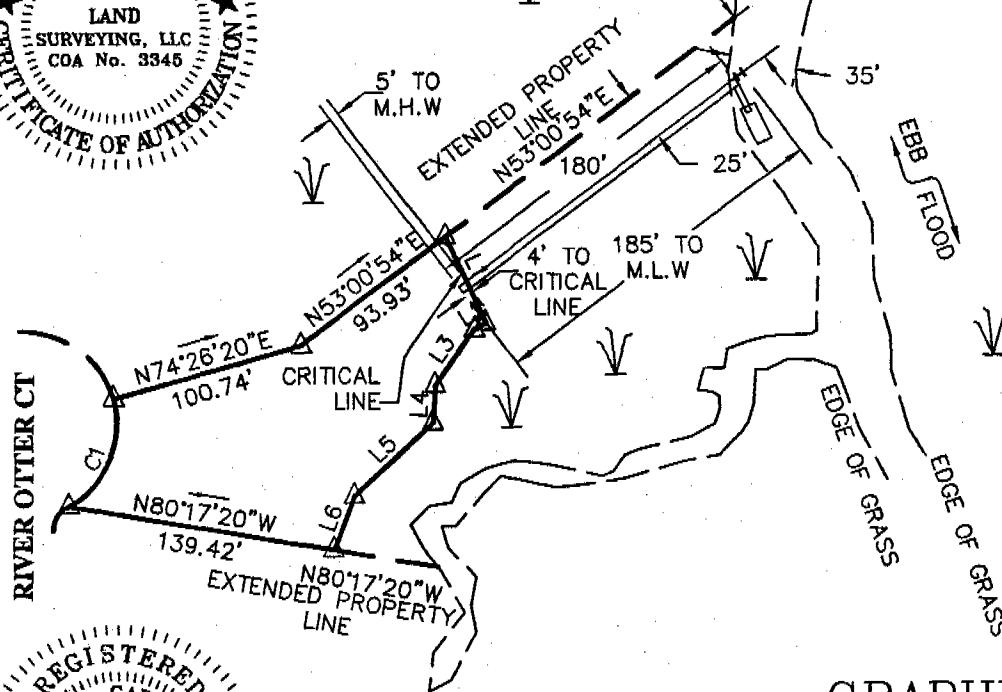 LAND
SURVEYING, LLC
COA No. 3345
CERITIFICATE OF AUTHORIZATION
5' TO
M.H.W
EXTENDED PROPERTY
LINE
N53°00'54"E
180'
35'
25'
EBB
FLOOD
N53°00'54"E
93.93'
4' TO
CRITICAL
LINE
185' TO
M.L.W
N74°26'20"E
100.74'
CRITICAL
LINE
L3
L4
L5
L6
C1
RIVER OTTER CT
N80°17'20"W
139.42'
N80°17'20"W
EXTENDED PROPERTY
LINE
EDGE OF GRASS
EDGE OF GRASS
REGISTERED